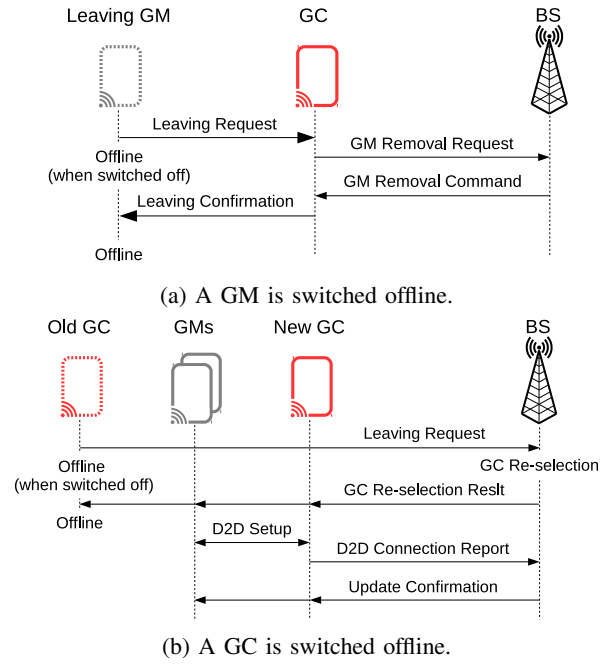 Leaving GM GC BS
Leaving Request
Offline
(when switched off)
GM Removal Request
GM Removal Command
Leaving Confirmation
Offline
(a) A GM is switched offline.
Old GC GMs New GC BS
Leaving Request
Offline
(when switched off)
GC Re-selection
GC Re-selection Reslt
Offline
D2D Setup
D2D Connection Report
Update Confirmation
(b) A GC is switched offline.